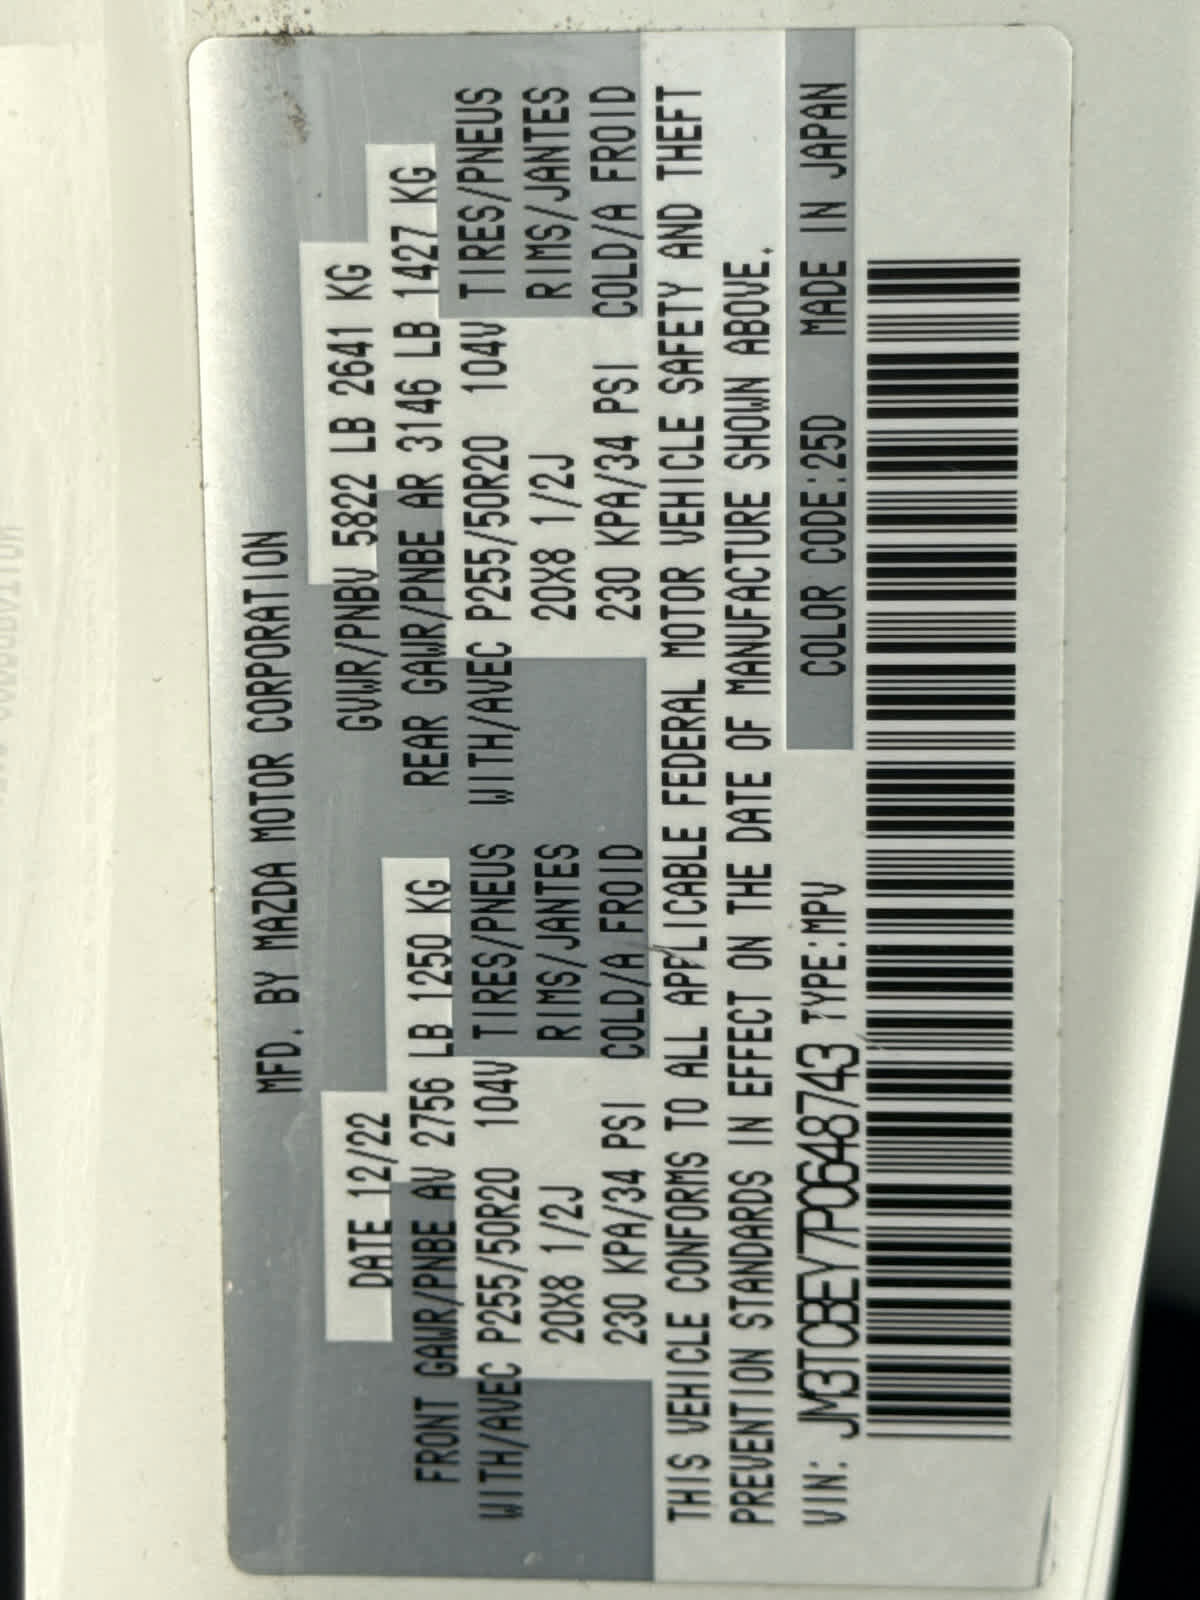 MFD. BY MAZDA MOTOR CORPORATION
DATE 12/22 GVWR/PNBV 5822 LB 2641 KG
FRONT GAWR/PNBE AV 2756 LB 1250 KG REAR GAWR/PNBE AR 3146 LB 1427 KG
WITH/AVEC P255/50R20 104V TIRES/PNEUS WITH/AVEC P255/50R20 104V TIRES/PNEUS
20X8 1/2J RIMS/JANTES 20X8 1/2J RIMS/JANTES
230 KPA/34 PSI COLD/A FROID 230 KPA/34 PSI COLD/A FROID
THIS VEHICLE CONFORMS TO ALL APPLICABLE FEDERAL MOTOR VEHICLE SAFETY AND THEFT
PREVENTION STANDARDS IN EFFECT ON THE DATE OF MANUFACTURE SHOWN ABOVE.
VIN: JM3TCBEY7P0648743 TYPE:MPV COLOR CODE:25D MADE IN JAPAN